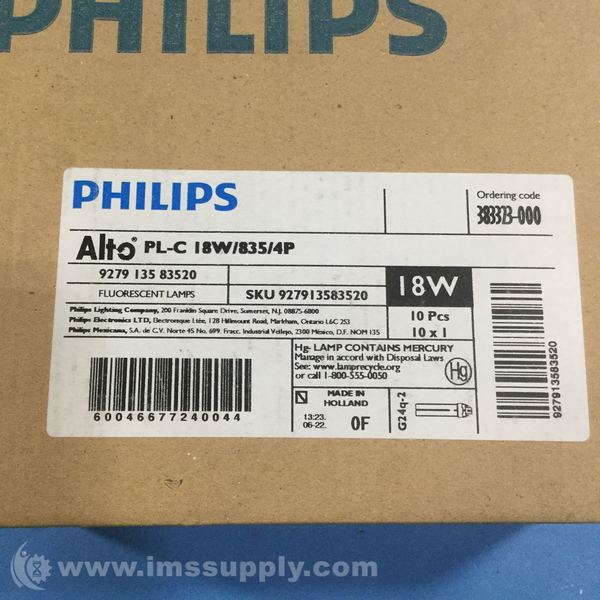 PHILIPS
PHILIPS
Ordering code
383323-000
Alto® PL-C 18W/835/4P
9279 135 83520
FLUORESCENT LAMPS
SKU 927913583520
18W
10 Pcs
10 x 1
Philips Lighting Company, 200 Franklin Square Drive, Somerset, N.J. 08875-6800
Philips Electronics LTD, Electronique Ltée, 128 Hillmount Road, Markham, Ontario L6C 2S3
Philips Mexicana, S.A. de C.V. Norte 45 No. 699, Fracc. Industrial Vellejo, 2300 México, D.F. NOM 135
Hg- LAMP CONTAINS MERCURY
Manage in accord with Disposal Laws
See: www.lamprecycle.org
or call 1-800-555-0050
Hg
60046677240044
MADE IN
HOLLAND
13:23.
06-22.
0F
G24q-2
927913583520
© www.imssupply.com